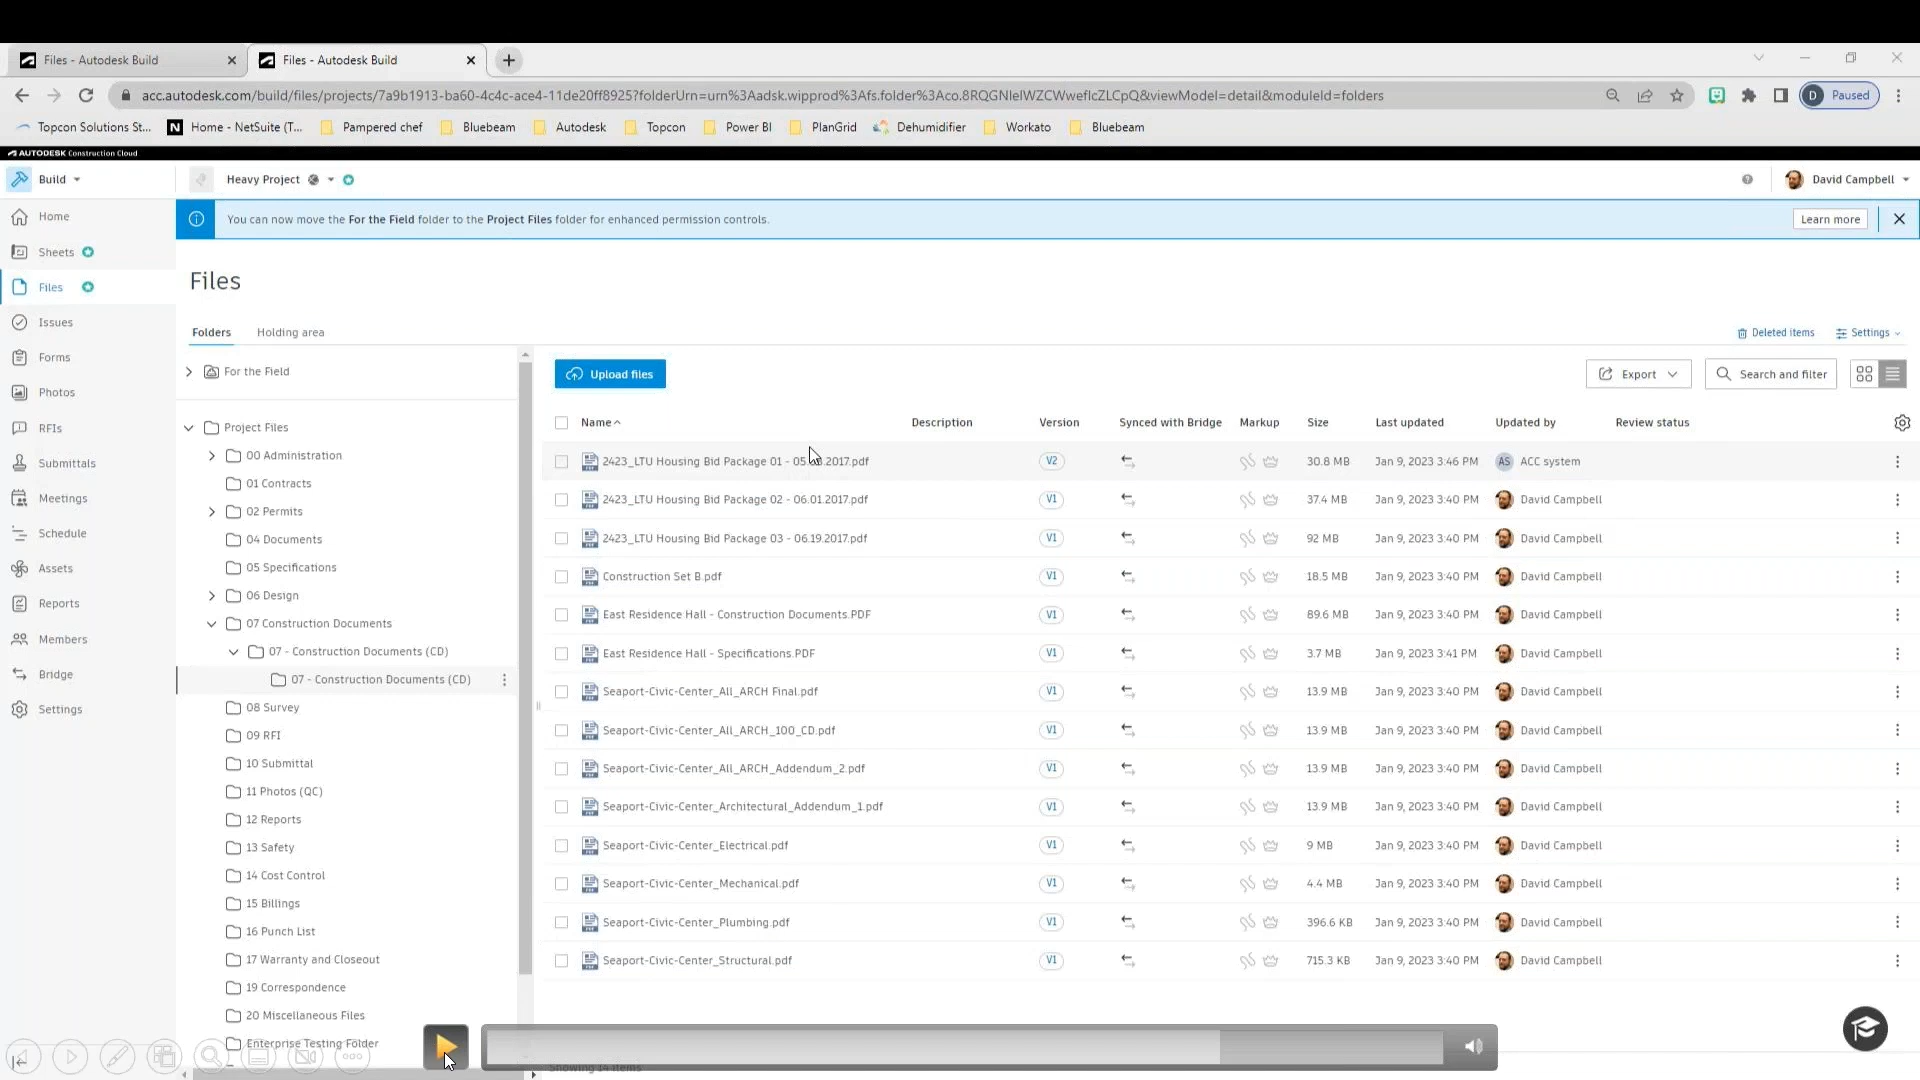 Files - Autodesk Build
Files - Autodesk Build
acc.autodesk.com/build/files/projects/7a9b1913-ba60-4c4c-ace4-11de20ff8925?folderUrn=urn%3Aadsk.wipprod%3Afs.folder%3Aco.8RQGNIelWZCWweflcZLCpQ&viewModel=detail&moduleId=folders
D Paused
Topcon Solutions St... N Home - NetSuite (T... Pampered chef Bluebeam Autodesk Topcon Power BI PlanGrid Dehumidifier Workato Bluebeam
AUTODESK Construction Cloud
Build Heavy Project David Campbell
Home
Sheets
Files
Issues
Forms
Photos
RFIs
Submittals
Meetings
Schedule
Assets
Reports
Members
Bridge
Settings
You can now move the For the Field folder to the Project Files folder for enhanced permission controls. Learn more
Files
Folders Holding area Deleted items Settings
For the Field
Project Files
00 Administration
01 Contracts
02 Permits
04 Documents
05 Specifications
06 Design
07 Construction Documents
07 - Construction Documents (CD)
07 - Construction Documents (CD)
08 Survey
09 RFI
10 Submittal
11 Photos (QC)
12 Reports
13 Safety
14 Cost Control
15 Billings
16 Punch List
17 Warranty and Closeout
19 Correspondence
20 Miscellaneous Files
Enterprise Testing Folder
Upload files Export Search and filter
Name Description Version Synced with Bridge Markup Size Last updated Updated by Review status
2423_LTU Housing Bid Package 01 - 05. 2017.pdf V2 30.8 MB Jan 9, 2023 3:46 PM AS ACC system
2423_LTU Housing Bid Package 02 - 06.01.2017.pdf V1 37.4 MB Jan 9, 2023 3:40 PM David Campbell
2423_LTU Housing Bid Package 03 - 06.19.2017.pdf V1 92 MB Jan 9, 2023 3:40 PM David Campbell
Construction Set B.pdf V1 18.5 MB Jan 9, 2023 3:40 PM David Campbell
East Residence Hall - Construction Documents.PDF V1 89.6 MB Jan 9, 2023 3:40 PM David Campbell
East Residence Hall - Specifications.PDF V1 3.7 MB Jan 9, 2023 3:41 PM David Campbell
Seaport-Civic-Center_All_ARCH Final.pdf V1 13.9 MB Jan 9, 2023 3:40 PM David Campbell
Seaport-Civic-Center_All_ARCH_100_CD.pdf V1 13.9 MB Jan 9, 2023 3:40 PM David Campbell
Seaport-Civic-Center_All_ARCH_Addendum_2.pdf V1 13.9 MB Jan 9, 2023 3:40 PM David Campbell
Seaport-Civic-Center_Architectural_Addendum_1.pdf V1 13.9 MB Jan 9, 2023 3:40 PM David Campbell
Seaport-Civic-Center_Electrical.pdf V1 9 MB Jan 9, 2023 3:40 PM David Campbell
Seaport-Civic-Center_Mechanical.pdf V1 4.4 MB Jan 9, 2023 3:40 PM David Campbell
Seaport-Civic-Center_Plumbing.pdf V1 396.6 KB Jan 9, 2023 3:40 PM David Campbell
Seaport-Civic-Center_Structural.pdf V1 715.3 KB Jan 9, 2023 3:40 PM David Campbell
Showing 14 items